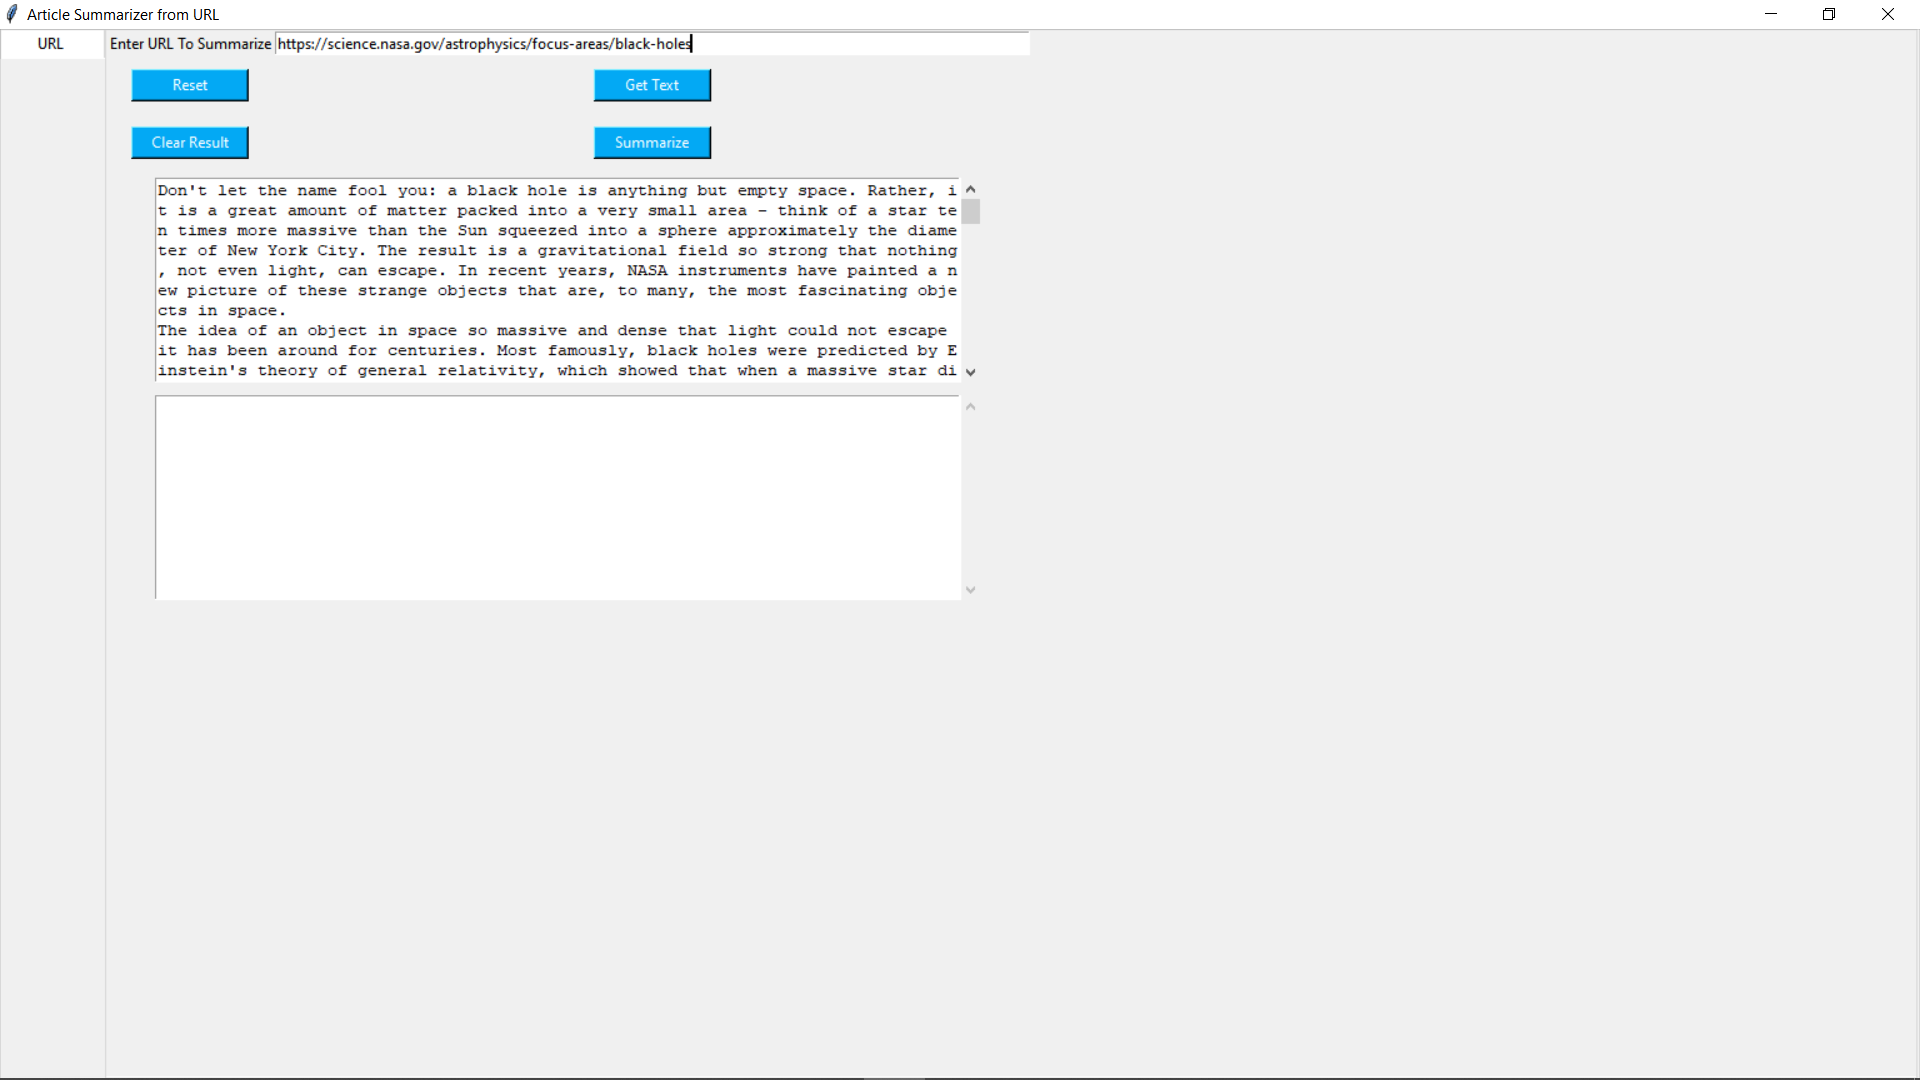 Article Summarizer from URL
URL
Enter URL To Summarize https://science.nasa.gov/astrophysics/focus-areas/black-holes
Reset
Get Text
Clear Result
Summarize
Don't let the name fool you: a black hole is anything but empty space. Rather, i
t is a great amount of matter packed into a very small area - think of a star te
n times more massive than the Sun squeezed into a sphere approximately the diame
ter of New York City. The result is a gravitational field so strong that nothing
, not even light, can escape. In recent years, NASA instruments have painted a n
ew picture of these strange objects that are, to many, the most fascinating obje
cts in space.
The idea of an object in space so massive and dense that light could not escape
it has been around for centuries. Most famously, black holes were predicted by E
instein's theory of general relativity, which showed that when a massive star di